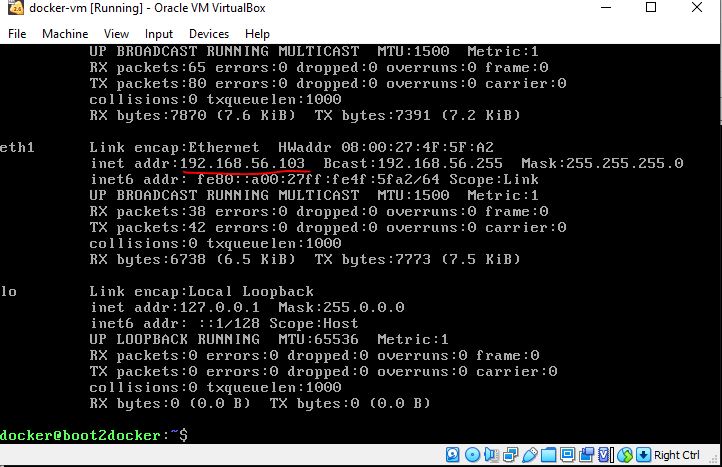 docker-vm [Running] - Oracle VM VirtualBox
File Machine View Input Devices Help
UP BROADCAST RUNNING MULTICAST MTU:1500 Metric:1
RX packets:65 errors:0 dropped:0 overruns:0 frame:0
TX packets:80 errors:0 dropped:0 overruns:0 carrier:0
collisions:0 txqueuelen:1000
RX bytes:7870 (7.6 KiB) TX bytes:7391 (7.2 KiB)
eth1 Link encap:Ethernet HWaddr 08:00:27:4F:5F:A2
inet addr:192.168.56.103 Bcast:192.168.56.255 Mask:255.255.255.0
inet6 addr: fe80::a00:27ff:fe4f:5fa2/64 Scope:Link
UP BROADCAST RUNNING MULTICAST MTU:1500 Metric:1
RX packets:38 errors:0 dropped:0 overruns:0 frame:0
TX packets:42 errors:0 dropped:0 overruns:0 carrier:0
collisions:0 txqueuelen:1000
RX bytes:6738 (6.5 KiB) TX bytes:7773 (7.5 KiB)
lo Link encap:Local Loopback
inet addr:127.0.0.1 Mask:255.0.0.0
inet6 addr: ::1/128 Scope:Host
UP LOOPBACK RUNNING MTU:65536 Metric:1
RX packets:0 errors:0 dropped:0 overruns:0 frame:0
TX packets:0 errors:0 dropped:0 overruns:0 carrier:0
collisions:0 txqueuelen:1000
RX bytes:0 (0.0 B) TX bytes:0 (0.0 B)
docker@boot2docker:~$
Right Ctrl